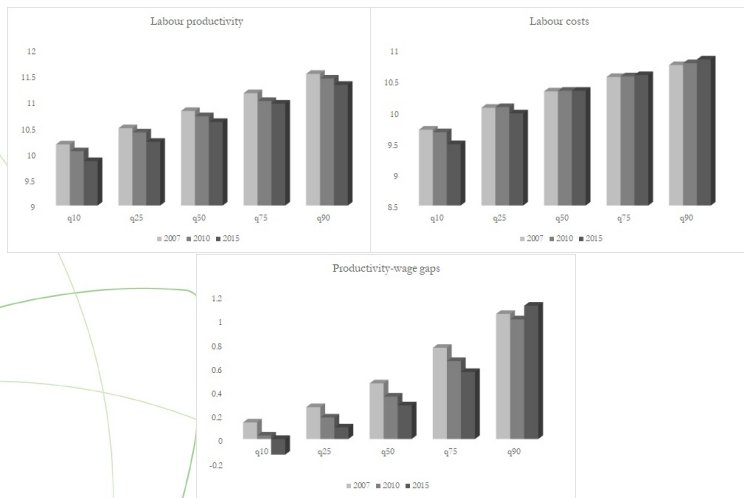 Labour productivity
12
11.5
11
10.5
10
9.5
9
q10 q25 q50 q75 q90
2007 2010 2015
Labour costs
11
10.5
10
9.5
9
8.5
q10 q25 q50 q75 q90
2007 2010 2015
Productivity-wage gaps
1.2
1
0.8
0.6
0.4
0.2
0
-0.2
q10 q25 q50 q75 q90
2007 2010 2015